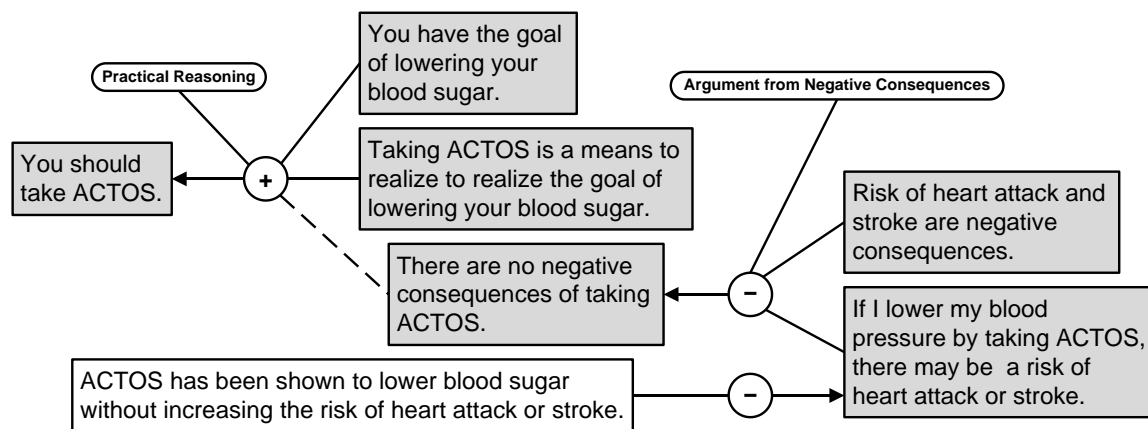 You have the goal
of lowering your
blood sugar.
Practical Reasoning
Argument from Negative Consequences
You should
take ACTOS.
+
Taking ACTOS is a means to
realize to realize the goal of
lowering your blood sugar.
Risk of heart attack and
stroke are negative
consequences.
There are no negative
consequences of taking
ACTOS.
−
If I lower my blood
pressure by taking ACTOS,
there may be a risk of
heart attack or stroke.
ACTOS has been shown to lower blood sugar
without increasing the risk of heart attack or stroke.
−